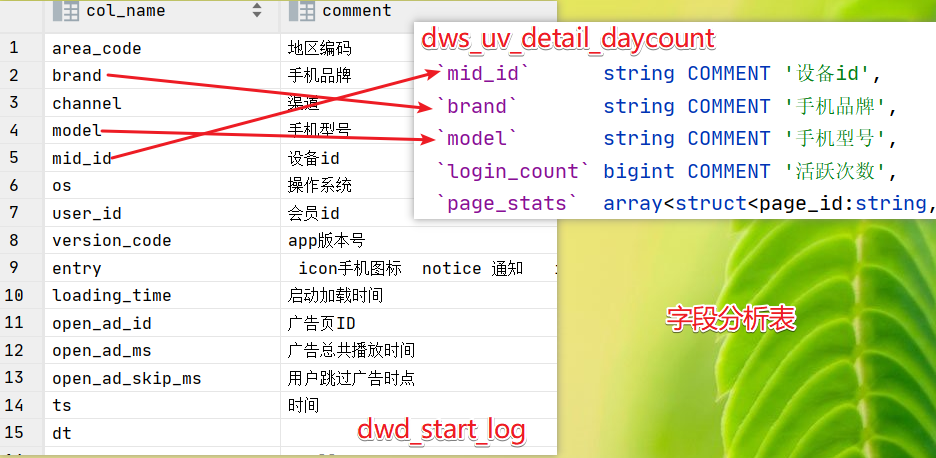 col_name comment
1 area_code 地区编码
2 brand 手机品牌
3 channel 渠道
4 model 手机型号
5 mid_id 设备id
6 os 操作系统
7 user_id 会员id
8 version_code app版本号
9 entry icon手机图标 notice 通知
10 loading_time 启动加载时间
11 open_ad_id 广告页ID
12 open_ad_ms 广告总共播放时间
13 open_ad_skip_ms 用户跳过广告时点
14 ts 时间
15 dt
dwd_start_log
dws_uv_detail_daycount
`mid_id` string COMMENT '设备id',
`brand` string COMMENT '手机品牌',
`model` string COMMENT '手机型号',
`login_count` bigint COMMENT '活跃次数',
`page_stats` array<struct<page_id:string,
字段分析表